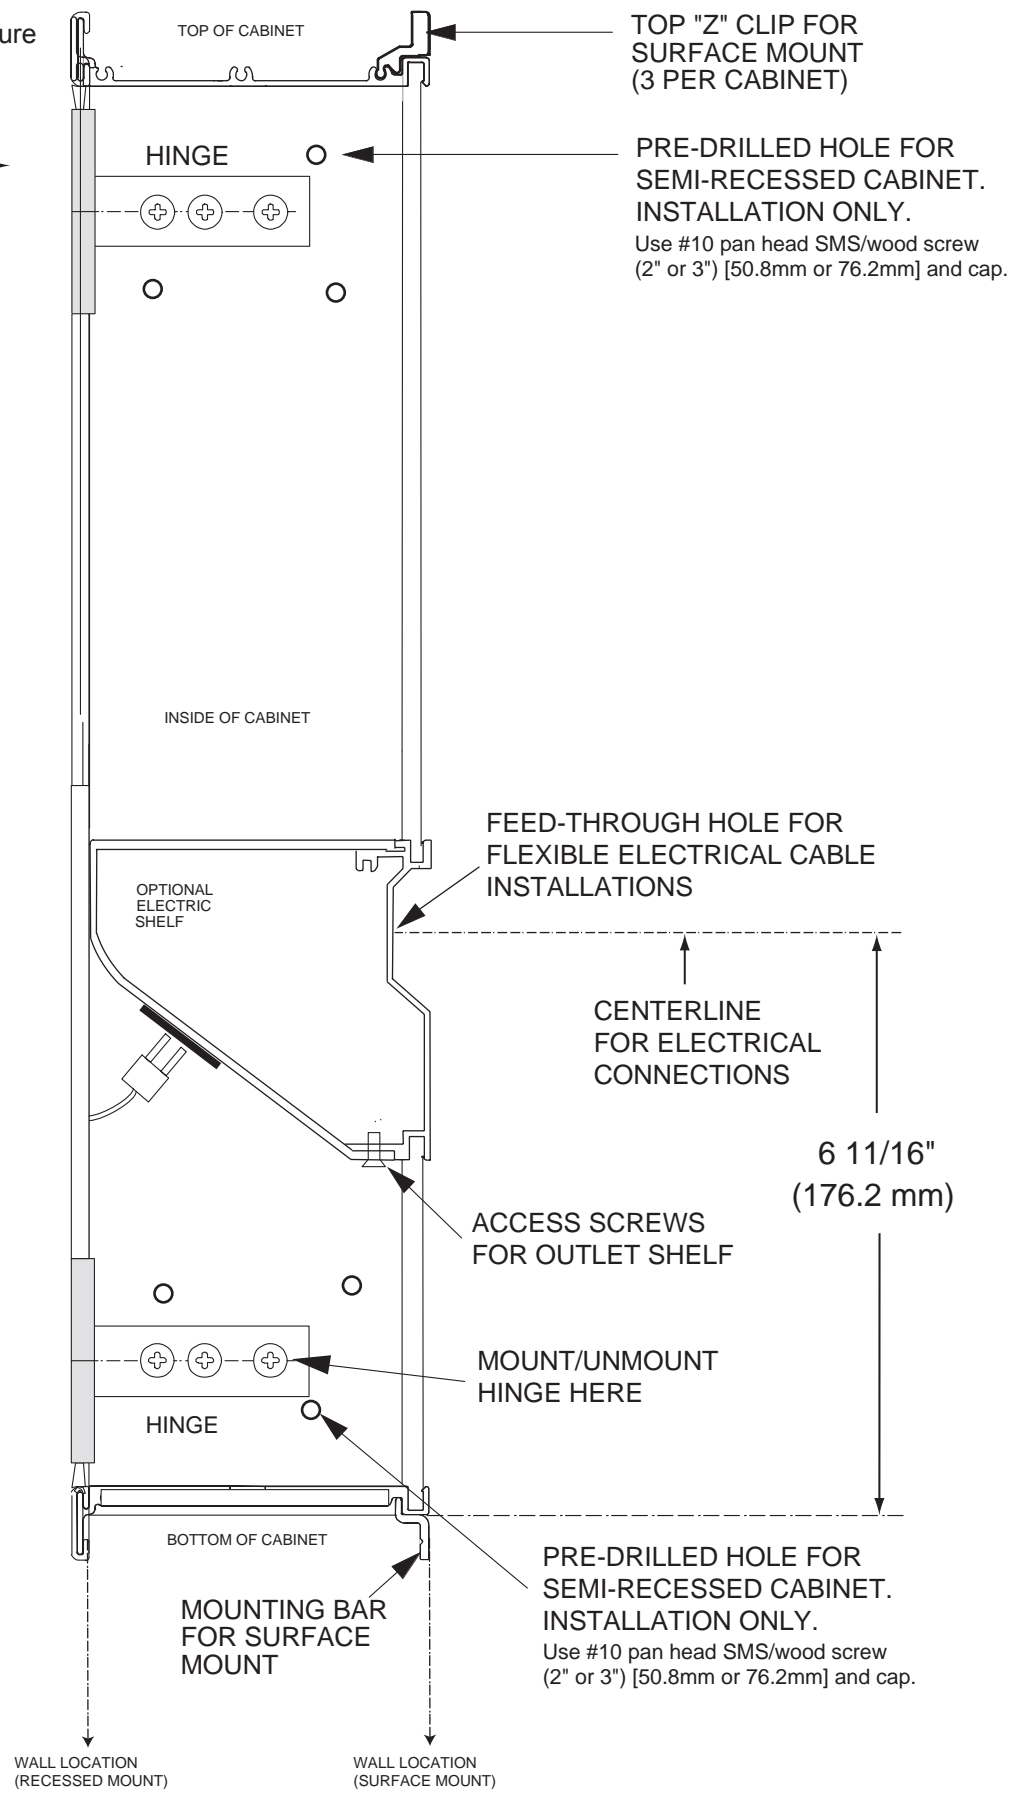 ure
TOP OF CABINET
TOP "Z" CLIP FOR
SURFACE MOUNT
(3 PER CABINET)
HINGE
PRE-DRILLED HOLE FOR
SEMI-RECESSED CABINET.
INSTALLATION ONLY.
Use #10 pan head SMS/wood screw
(2" or 3") [50.8mm or 76.2mm] and cap.
INSIDE OF CABINET
FEED-THROUGH HOLE FOR
FLEXIBLE ELECTRICAL CABLE
INSTALLATIONS
OPTIONAL
ELECTRIC
SHELF
CENTERLINE
FOR ELECTRICAL
CONNECTIONS
6 11/16"
(176.2 mm)
ACCESS SCREWS
FOR OUTLET SHELF
MOUNT/UNMOUNT
HINGE HERE
HINGE
BOTTOM OF CABINET
PRE-DRILLED HOLE FOR
SEMI-RECESSED CABINET.
INSTALLATION ONLY.
Use #10 pan head SMS/wood screw
(2" or 3") [50.8mm or 76.2mm] and cap.
MOUNTING BAR
FOR SURFACE
MOUNT
WALL LOCATION
(RECESSED MOUNT)
WALL LOCATION
(SURFACE MOUNT)